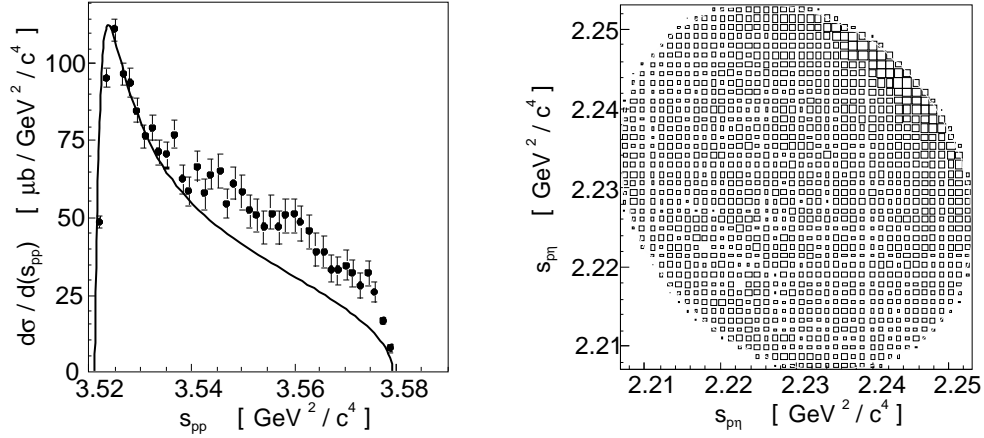 dσ / d(s_pp) [ μb / GeV² / c⁴ ]
100
75
50
25
0
3.52 3.54 3.56 3.58
s_pp [ GeV² / c⁴ ]
s_pη [ GeV² / c⁴ ]
2.25
2.24
2.23
2.22
2.21
2.21 2.22 2.23 2.24 2.25
s_pη [ GeV² / c⁴ ]